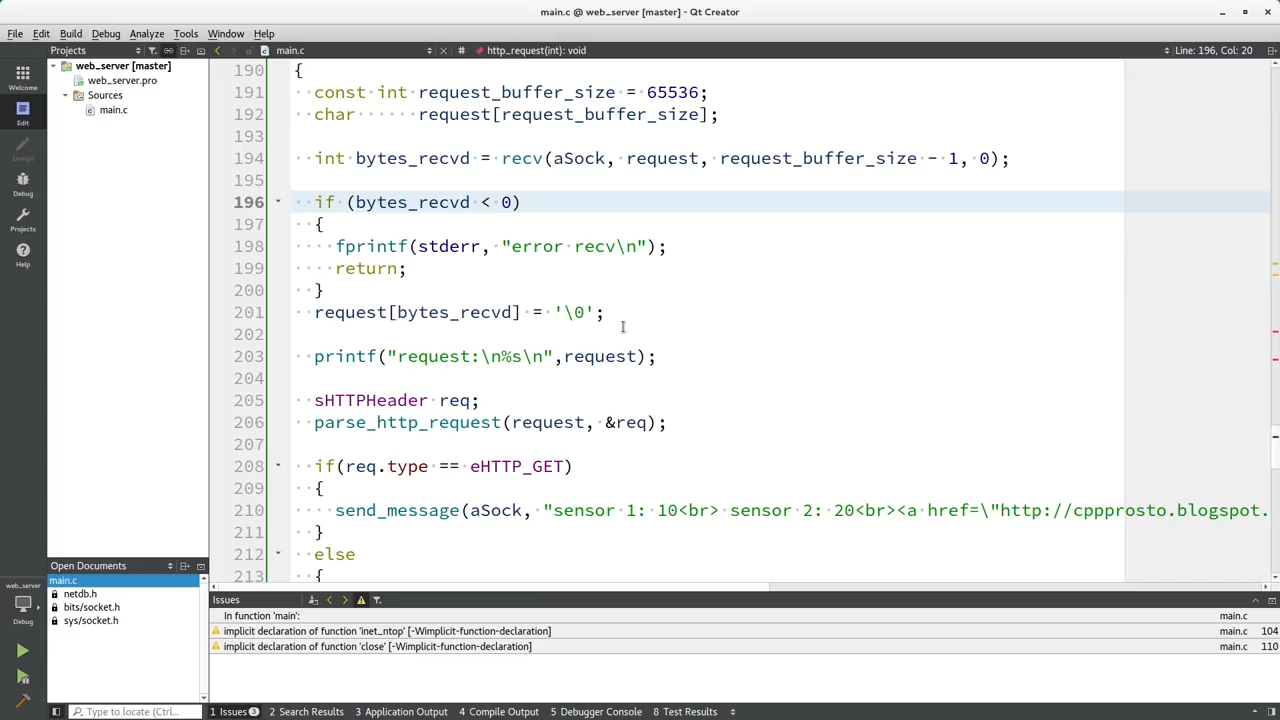 main.c @ web_server [master] - Qt Creator
File Edit Build Debug Analyze Tools Window Help
Projects main.c # http_request(int): void Line: 196, Col: 20
Welcome
Edit
Design
Debug
Projects
Help
web_server
Debug
web_server [master]
web_server.pro
Sources
main.c
190 {
191 const int request_buffer_size = 65536;
192 char request[request_buffer_size];
193
194 int bytes_recvd = recv(aSock, request, request_buffer_size - 1, 0);
195
196 if (bytes_recvd < 0)
197 {
198 fprintf(stderr, "error recv\n");
199 return;
200 }
201 request[bytes_recvd] = '\0';
202
203 printf("request:\n%s\n",request);
204
205 sHTTPHeader req;
206 parse_http_request(request, &req);
207
208 if(req.type == eHTTP_GET)
209 {
210 send_message(aSock, "sensor 1: 10<br> sensor 2: 20<br><a href=\"http://cppprosto.blogspot.
211 }
212 else
213 {
Open Documents
main.c
netdb.h
bits/socket.h
sys/socket.h
Issues
In function 'main': main.c
implicit declaration of function 'inet_ntop' [-Wimplicit-function-declaration] main.c 104
implicit declaration of function 'close' [-Wimplicit-function-declaration] main.c 110
Type to locate (Ctrl... 1 Issues 3 2 Search Results 3 Application Output 4 Compile Output 5 Debugger Console 8 Test Results